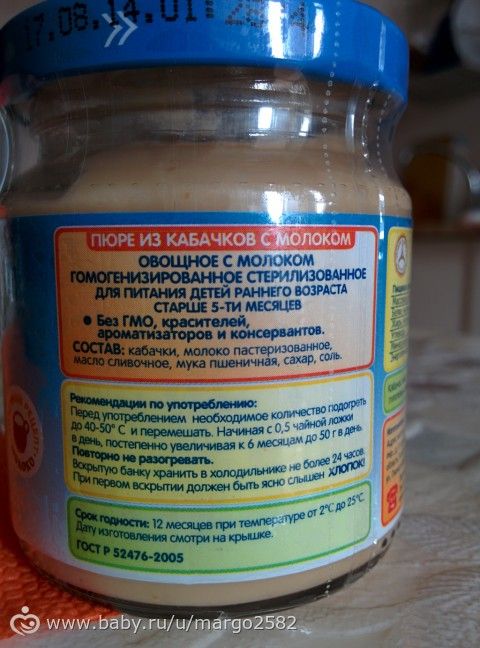 17.08.14.01
ПЮРЕ ИЗ КАБАЧКОВ С МОЛОКОМ
ОВОЩНОЕ С МОЛОКОМ
ГОМОГЕНИЗИРОВАННОЕ СТЕРИЛИЗОВАННОЕ
ДЛЯ ПИТАНИЯ ДЕТЕЙ РАННЕГО ВОЗРАСТА
СТАРШЕ 5-ТИ МЕСЯЦЕВ
• Без ГМО, красителей,
ароматизаторов и консервантов.
СОСТАВ: кабачки, молоко пастеризованное,
масло сливочное, мука пшеничная, сахар, соль.
Рекомендации по употреблению:
Перед употреблением необходимое количество подогреть
до 40-50° С и перемешать. Начиная с 0,5 чайной ложки
в день, постепенно увеличивая к 6 месяцам до 50 г в день.
Повторно не разогревать.
Вскрытую банку хранить в холодильнике не более 24 часов.
При первом вскрытии должен быть ясно слышен ХЛОПОК!
Срок годности: 12 месяцев при температуре от 2°С до 25°С.
Дату изготовления смотри на крышке.
ГОСТ Р 52476-2005
www.baby.ru/u/margo2582